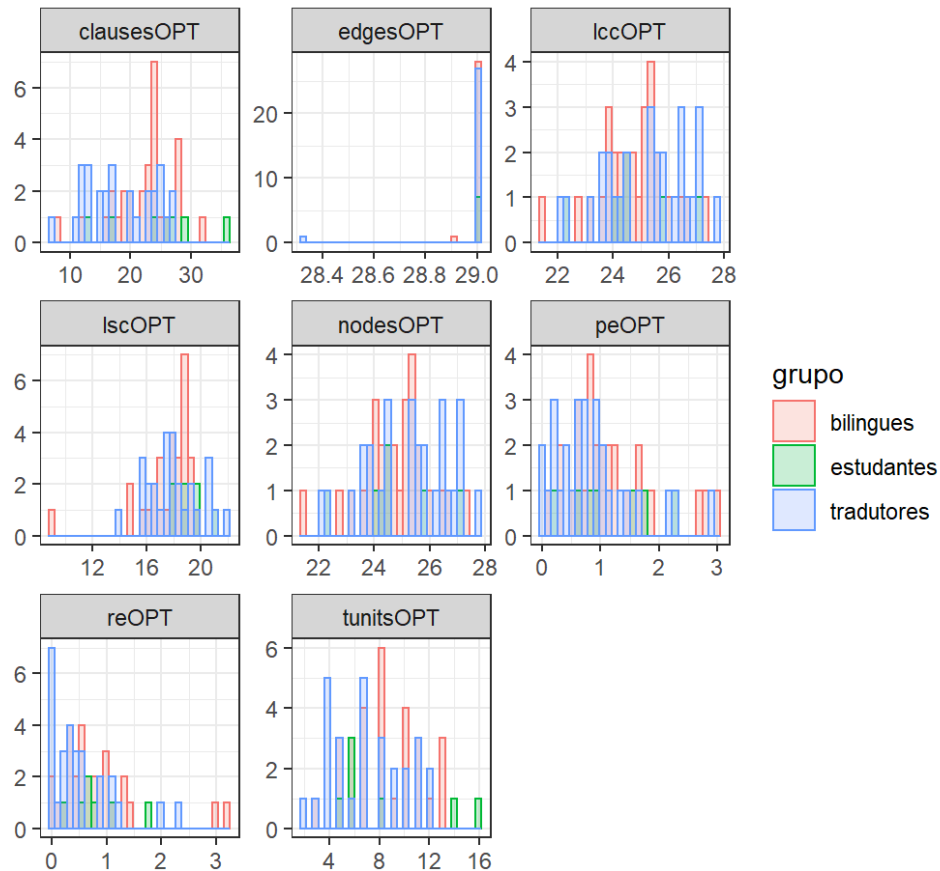 clausesOPT
edgesOPT
lccOPT
6
4
2
0
10 20 30
20
10
0
28.4 28.6 28.8 29.0
4
3
2
1
0
22 24 26 28
lscOPT
nodesOPT
peOPT
6
4
2
0
12 16 20
4
3
2
1
0
22 24 26 28
4
3
2
1
0
0 1 2 3
reOPT
tunitsOPT
6
4
2
0
0 1 2 3
6
4
2
0
4 8 12 16
grupo
bilingues
estudantes
tradutores